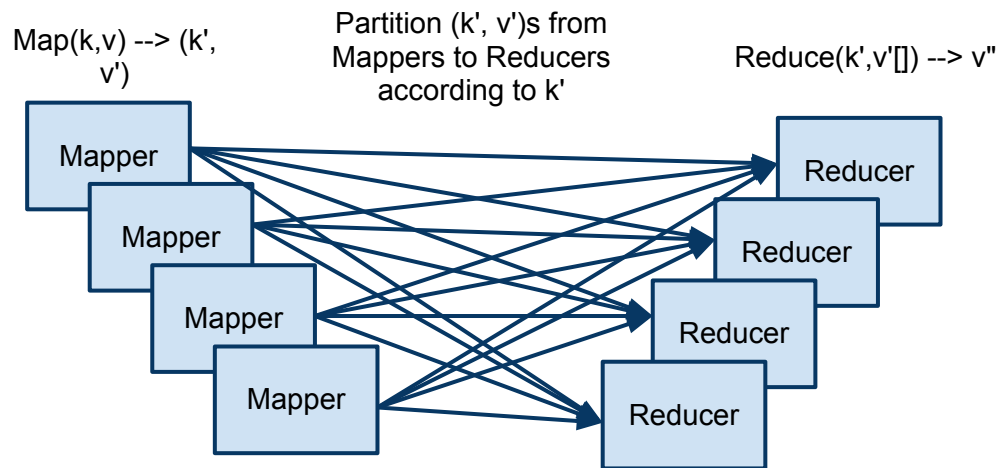 Map(k,v) --> (k',
v')
Partition (k', v')s from
Mappers to Reducers
according to k'
Reduce(k',v'[]) --> v"
Mapper
Mapper
Mapper
Mapper
Reducer
Reducer
Reducer
Reducer